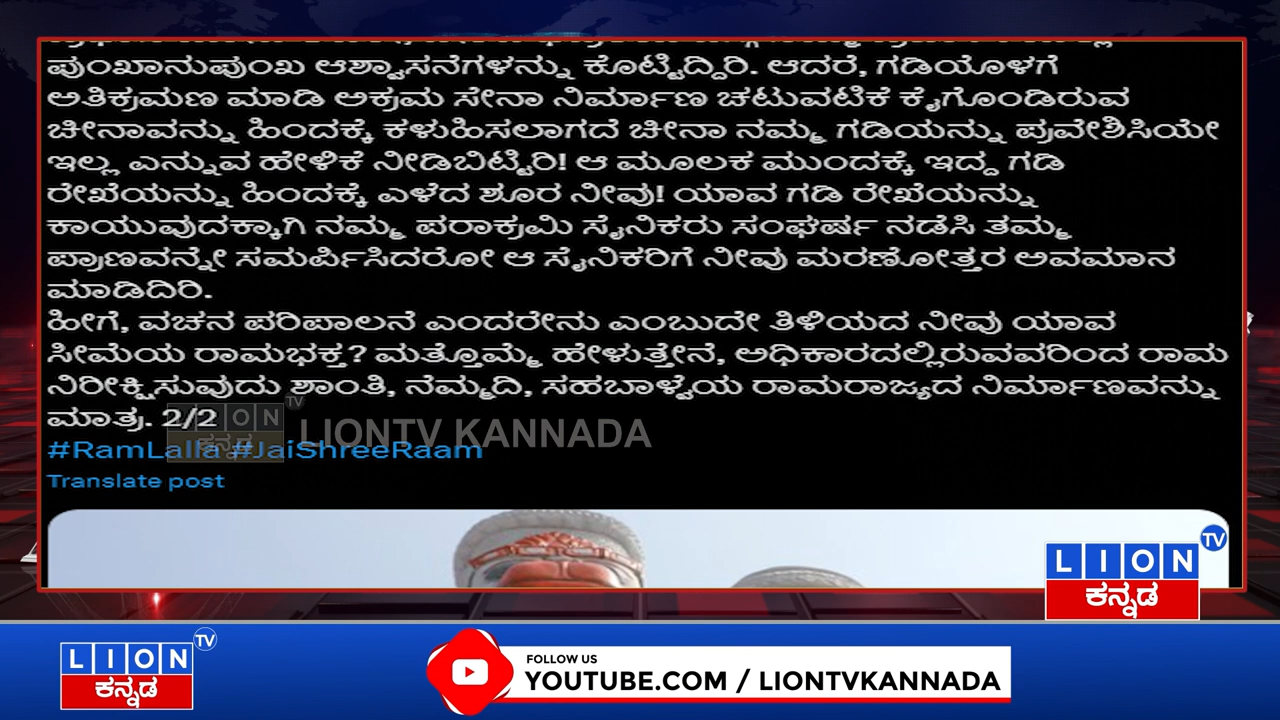 ಪುಂಖಾನುಪುಂಖ ಆಶ್ವಾಸನೆಗಳನ್ನು ಕೊಟ್ಟಿದ್ದಿರಿ. ಆದರೆ, ಗಡಿಯೊಳಗೆ
ಅತಿಕ್ರಮಣ ಮಾಡಿ ಅಕ್ರಮ ಸೇನಾ ನಿರ್ಮಾಣ ಚಟುವಟಿಕೆ ಕೈಗೊಂಡಿರುವ
ಚೀನಾವನ್ನು ಹಿಂದಕ್ಕೆ ಕಳುಹಿಸಲಾಗದೆ ಚೀನಾ ನಮ್ಮ ಗಡಿಯನ್ನು ಪ್ರವೇಶಿಸಿಯೇ
ಇಲ್ಲ ಎನ್ನುವ ಹೇಳಿಕೆ ನೀಡಿಬಿಟ್ಟಿರಿ! ಆ ಮೂಲಕ ಮುಂದಕ್ಕೆ ಇದ್ದ ಗಡಿ
ರೇಖೆಯನ್ನು ಹಿಂದಕ್ಕೆ ಎಳೆದ ಶೂರ ನೀವು! ಯಾವ ಗಡಿ ರೇಖೆಯನ್ನು
ಕಾಯುವುದಕ್ಕಾಗಿ ನಮ್ಮ ಪರಾಕ್ರಮಿ ಸೈನಿಕರು ಸಂಘರ್ಷ ನಡೆಸಿ ತಮ್ಮ
ಪ್ರಾಣವನ್ನೇ ಸಮರ್ಪಿಸಿದರೋ ಆ ಸೈನಿಕರಿಗೆ ನೀವು ಮರಣೋತ್ತರ ಅವಮಾನ
ಮಾಡಿದಿರಿ.
ಹೀಗೆ, ವಚನ ಪರಿಪಾಲನೆ ಎಂದರೇನು ಎಂಬುದೇ ತಿಳಿಯದ ನೀವು ಯಾವ
ಸೀಮೆಯ ರಾಮಭಕ್ತ? ಮತ್ತೊಮ್ಮೆ ಹೇಳುತ್ತೇನೆ, ಅಧಿಕಾರದಲ್ಲಿರುವವರಿಂದ ರಾಮ
ನಿರೀಕ್ಷಿಸುವುದು ಶಾಂತಿ, ನೆಮ್ಮದಿ, ಸಹಬಾಳ್ವೆಯ ರಾಮರಾಜ್ಯದ ನಿರ್ಮಾಣವನ್ನು
ಮಾತ್ರ. 2/2
LION TV ಕನ್ನಡ LIONTV KANNADA
#RamLalla #JaiShreeRaam
Translate post
LION TV
ಕನ್ನಡ
LION TV
ಕನ್ನಡ
FOLLOW US
YOUTUBE.COM / LIONTVKANNADA